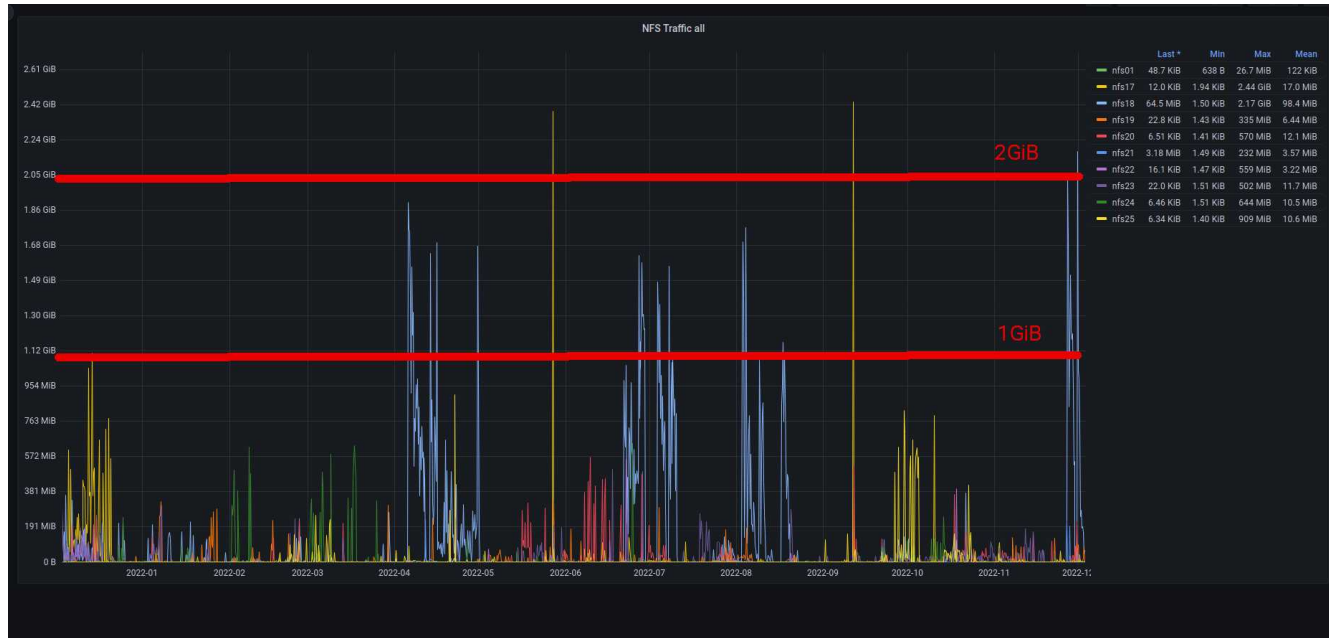 NFS Traffic all
Last * Min Max Mean
nfs01 48.7 KiB 638 B 26.7 MiB 122 KiB
nfs17 12.0 KiB 1.94 KiB 2.44 GiB 17.0 MiB
nfs18 64.5 MiB 1.50 KiB 2.17 GiB 98.4 MiB
nfs19 22.8 KiB 1.43 KiB 335 MiB 6.44 MiB
nfs20 6.51 KiB 1.41 KiB 570 MiB 12.1 MiB
nfs21 3.18 MiB 1.49 KiB 232 MiB 3.57 MiB
nfs22 16.1 KiB 1.47 KiB 559 MiB 3.22 MiB
nfs23 22.0 KiB 1.51 KiB 502 MiB 11.7 MiB
nfs24 6.46 KiB 1.51 KiB 644 MiB 10.5 MiB
nfs25 6.34 KiB 1.40 KiB 909 MiB 10.6 MiB
2.61 GiB
2.42 GiB
2.24 GiB
2GiB
2.05 GiB
1.86 GiB
1.68 GiB
1.49 GiB
1.30 GiB
1GiB
1.12 GiB
954 MiB
763 MiB
572 MiB
381 MiB
191 MiB
0 B
2022-01 2022-02 2022-03 2022-04 2022-05 2022-06 2022-07 2022-08 2022-09 2022-10 2022-11 2022-1